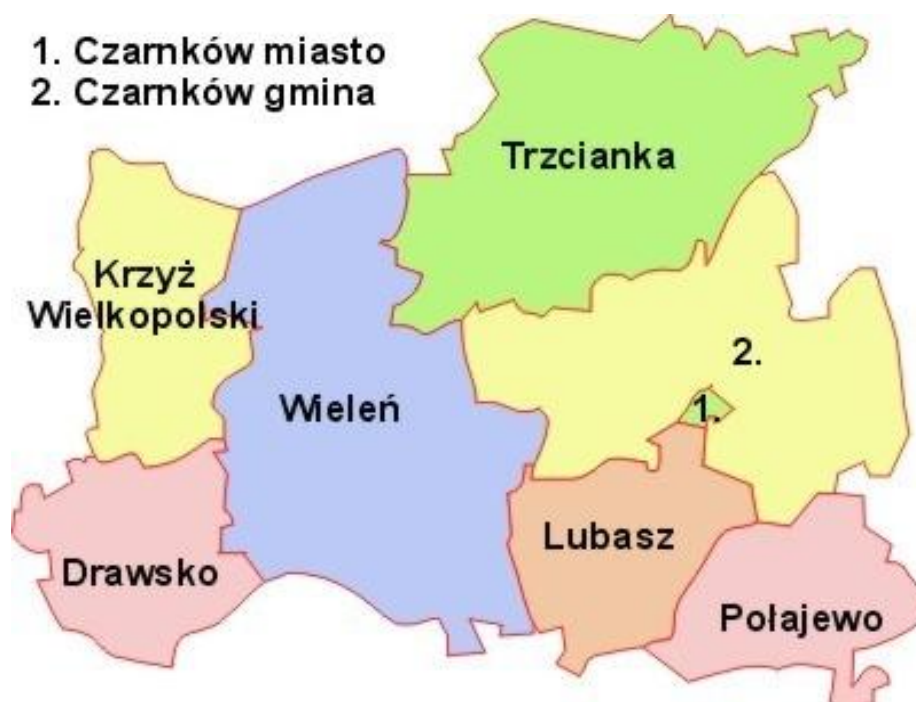 1. Czarnków miasto
2. Czarnków gmina
Trzcianka
Krzyż
Wielkopolski
2.
Wieleń
1.
Lubasz
Drawsko
Połajewo